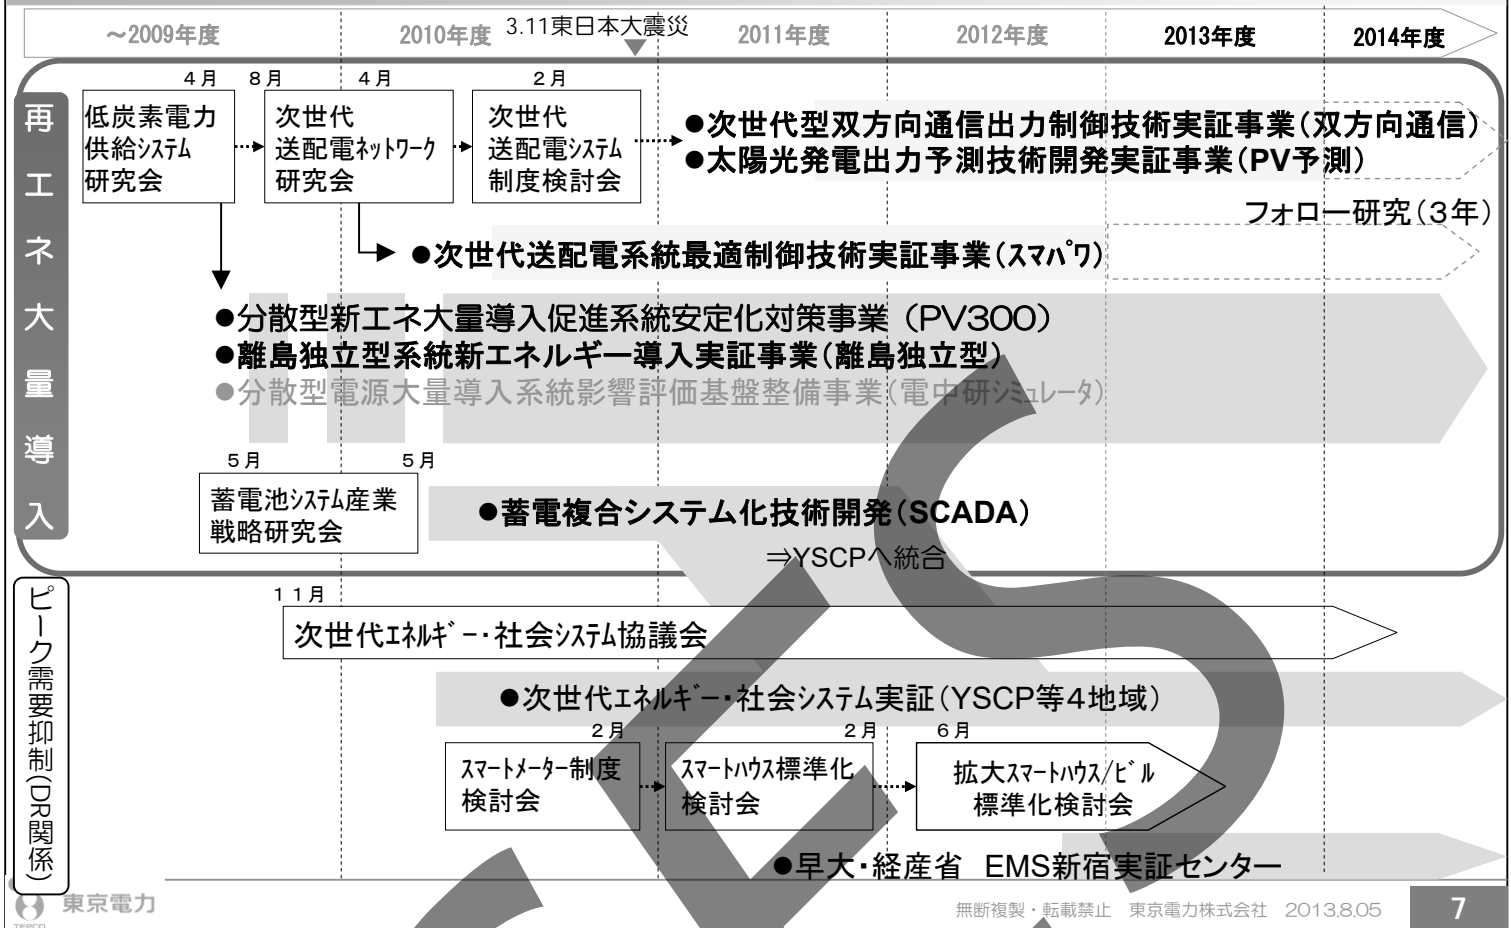 ～2009年度
2010年度
3.11東日本大震災
2011年度
2012年度
2013年度
2014年度
再エネ大量導入
4月
8月
4月
2月
低炭素電力
供給システム
研究会
次世代
送配電ネットワーク
研究会
次世代
送配電システム
制度検討会
●次世代型双方向通信出力制御技術実証事業(双方向通信)
●太陽光発電出力予測技術開発実証事業(PV予測)
フォロー研究(3年)
●次世代送配電系統最適制御技術実証事業(スマパワ)
●分散型新エネ大量導入促進系統安定化対策事業（PV300）
●離島独立型系統新エネルギー導入実証事業(離島独立型)
●分散型電源大量導入系統影響評価基盤整備事業(電中研シミュレータ)
5月
5月
蓄電池システム産業
戦略研究会
●蓄電複合システム化技術開発(SCADA)
⇒YSCPへ統合
ピーク需要抑制(DR関係)
11月
次世代エネルギー・社会システム協議会
●次世代エネルギー・社会システム実証(YSCP等4地域)
2月
2月
6月
スマートメーター制度
検討会
スマートハウス標準化
検討会
拡大スマートハウス/ビル
標準化検討会
●早大・経産省　EMS新宿実証センター
東京電力
TEPCO
無断複製・転載禁止　東京電力株式会社　2013.8.05
7